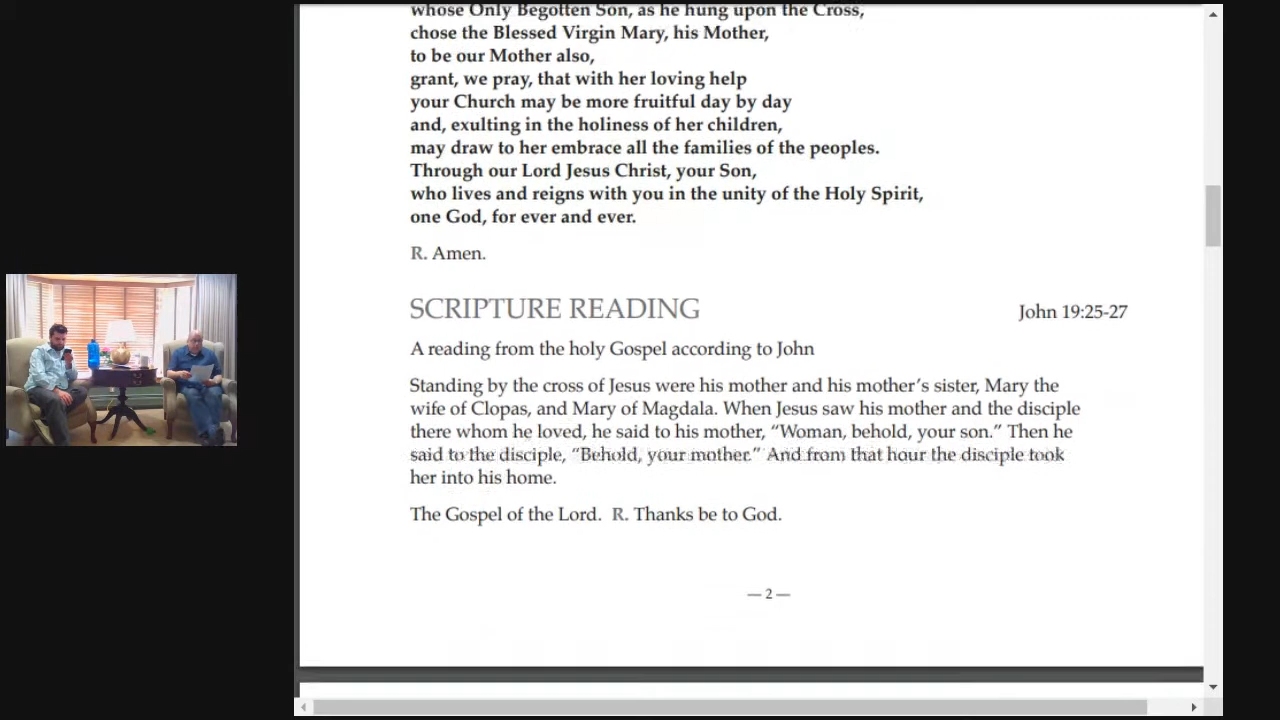 whose Only Begotten Son, as he hung upon the Cross,
chose the Blessed Virgin Mary, his Mother,
to be our Mother also,
grant, we pray, that with her loving help
your Church may be more fruitful day by day
and, exulting in the holiness of her children,
may draw to her embrace all the families of the peoples.
Through our Lord Jesus Christ, your Son,
who lives and reigns with you in the unity of the Holy Spirit,
one God, for ever and ever.
R. Amen.
SCRIPTURE READING John 19:25-27
A reading from the holy Gospel according to John
Standing by the cross of Jesus were his mother and his mother’s sister, Mary the
wife of Clopas, and Mary of Magdala. When Jesus saw his mother and the disciple
there whom he loved, he said to his mother, “Woman, behold, your son.” Then he
said to the disciple, “Behold, your mother.” And from that hour the disciple took
her into his home.
The Gospel of the Lord. R. Thanks be to God.
— 2 —